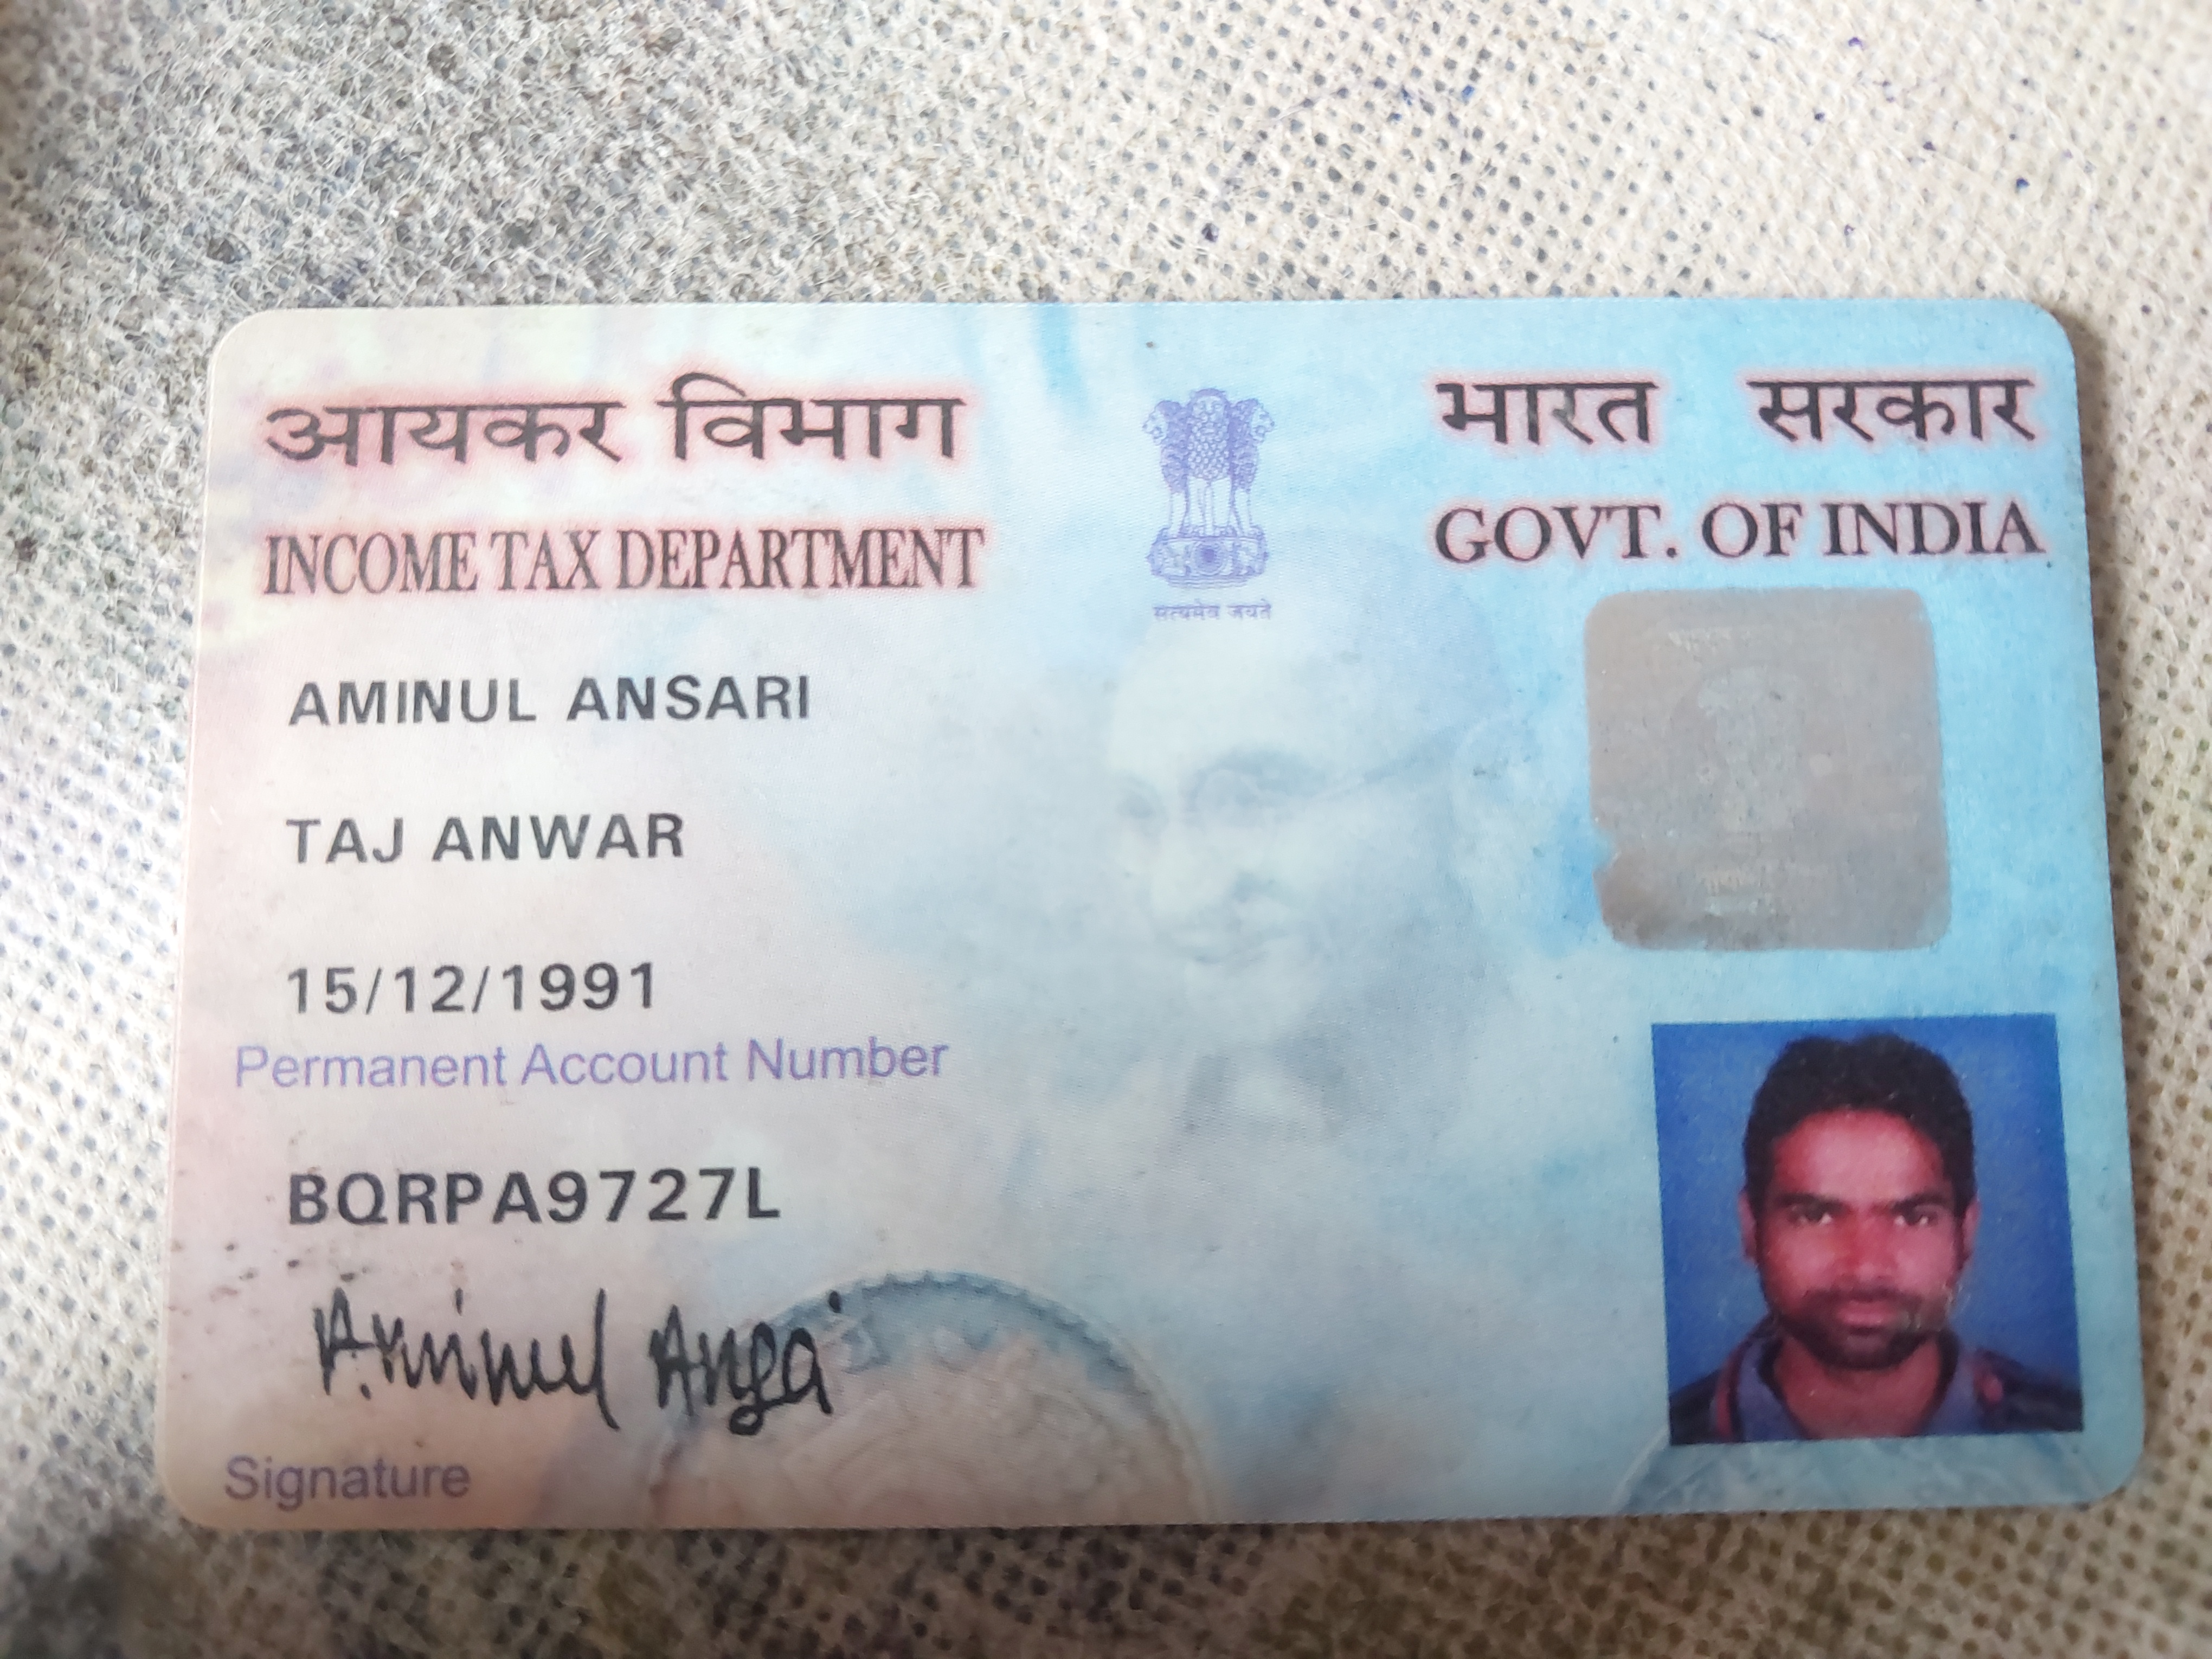 आयकर विभाग
INCOME TAX DEPARTMENT
भारत सरकार
GOVT. OF INDIA
सत्यमेव जयते
AMINUL ANSARI
TAJ ANWAR
15/12/1991
Permanent Account Number
BQRPA9727L
Aminul
Signature